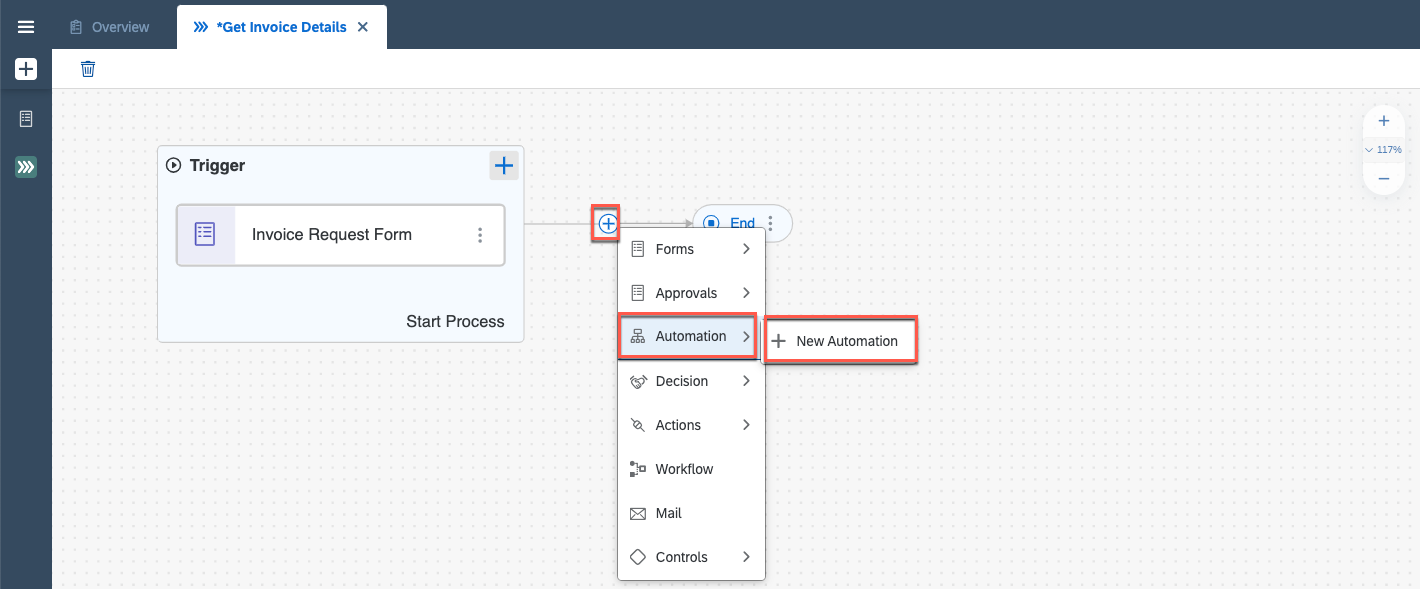 Overview
*Get Invoice Details
117%
Trigger
Invoice Request Form
Start Process
End
Forms
Approvals
Automation
New Automation
Decision
Actions
Workflow
Mail
Controls